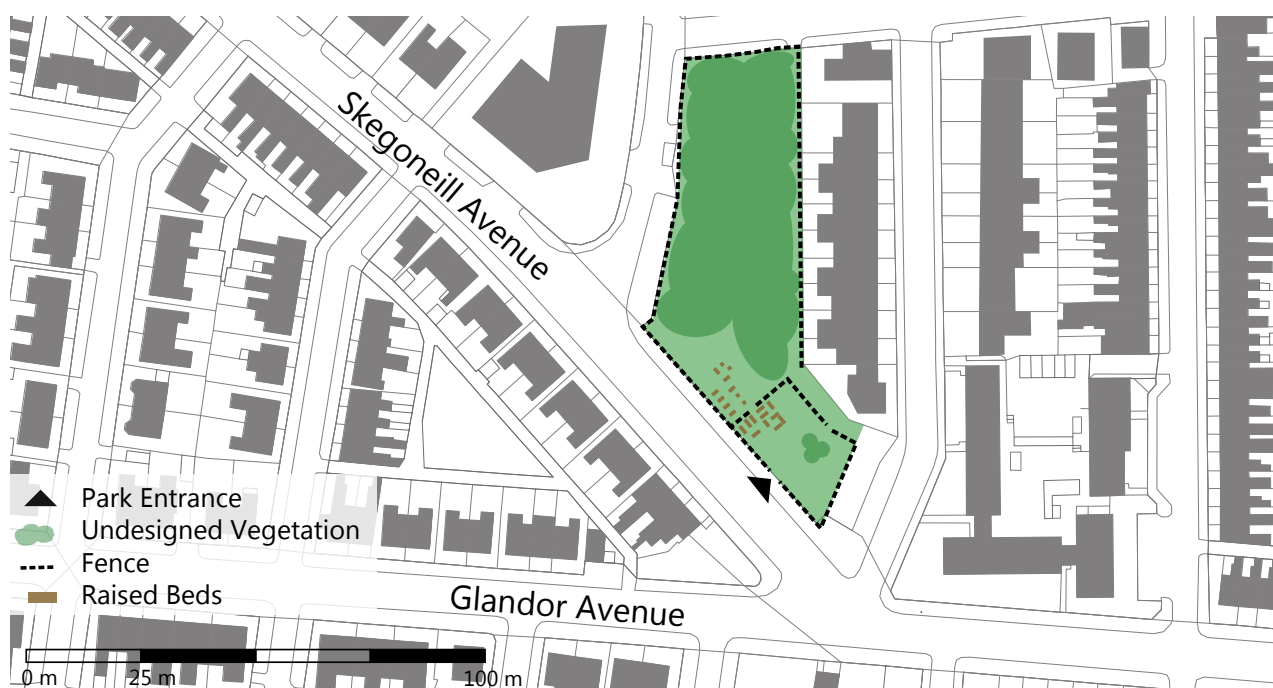 Skegoneill Avenue
Park Entrance
Undesigned Vegetation
Fence
Raised Beds
Glandor Avenue
0 m 25 m 100 m